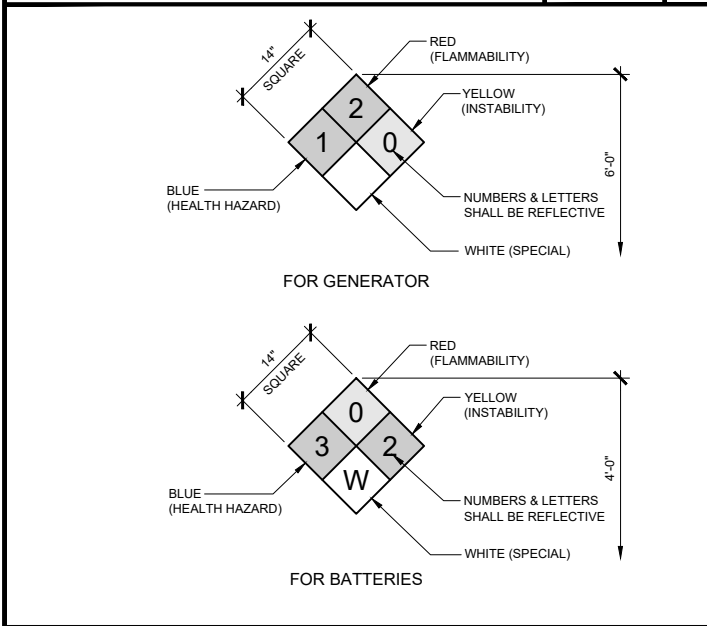 14"
SQUARE
RED
(FLAMMABILITY)
2
YELLOW
(INSTABILITY)
1
0
6'-0"
BLUE
(HEALTH HAZARD)
NUMBERS & LETTERS
SHALL BE REFLECTIVE
WHITE (SPECIAL)
FOR GENERATOR
14"
SQUARE
RED
(FLAMMABILITY)
0
YELLOW
(INSTABILITY)
3
2
4'-0"
W
BLUE
(HEALTH HAZARD)
NUMBERS & LETTERS
SHALL BE REFLECTIVE
WHITE (SPECIAL)
FOR BATTERIES